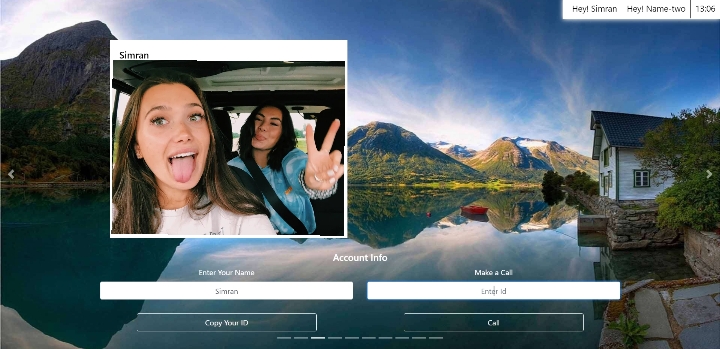 Hey! Simran Hey! Name-two 13:06
Simran
Account Info
Enter Your Name
Simran
Copy Your ID
Make a Call
Enter id
Call